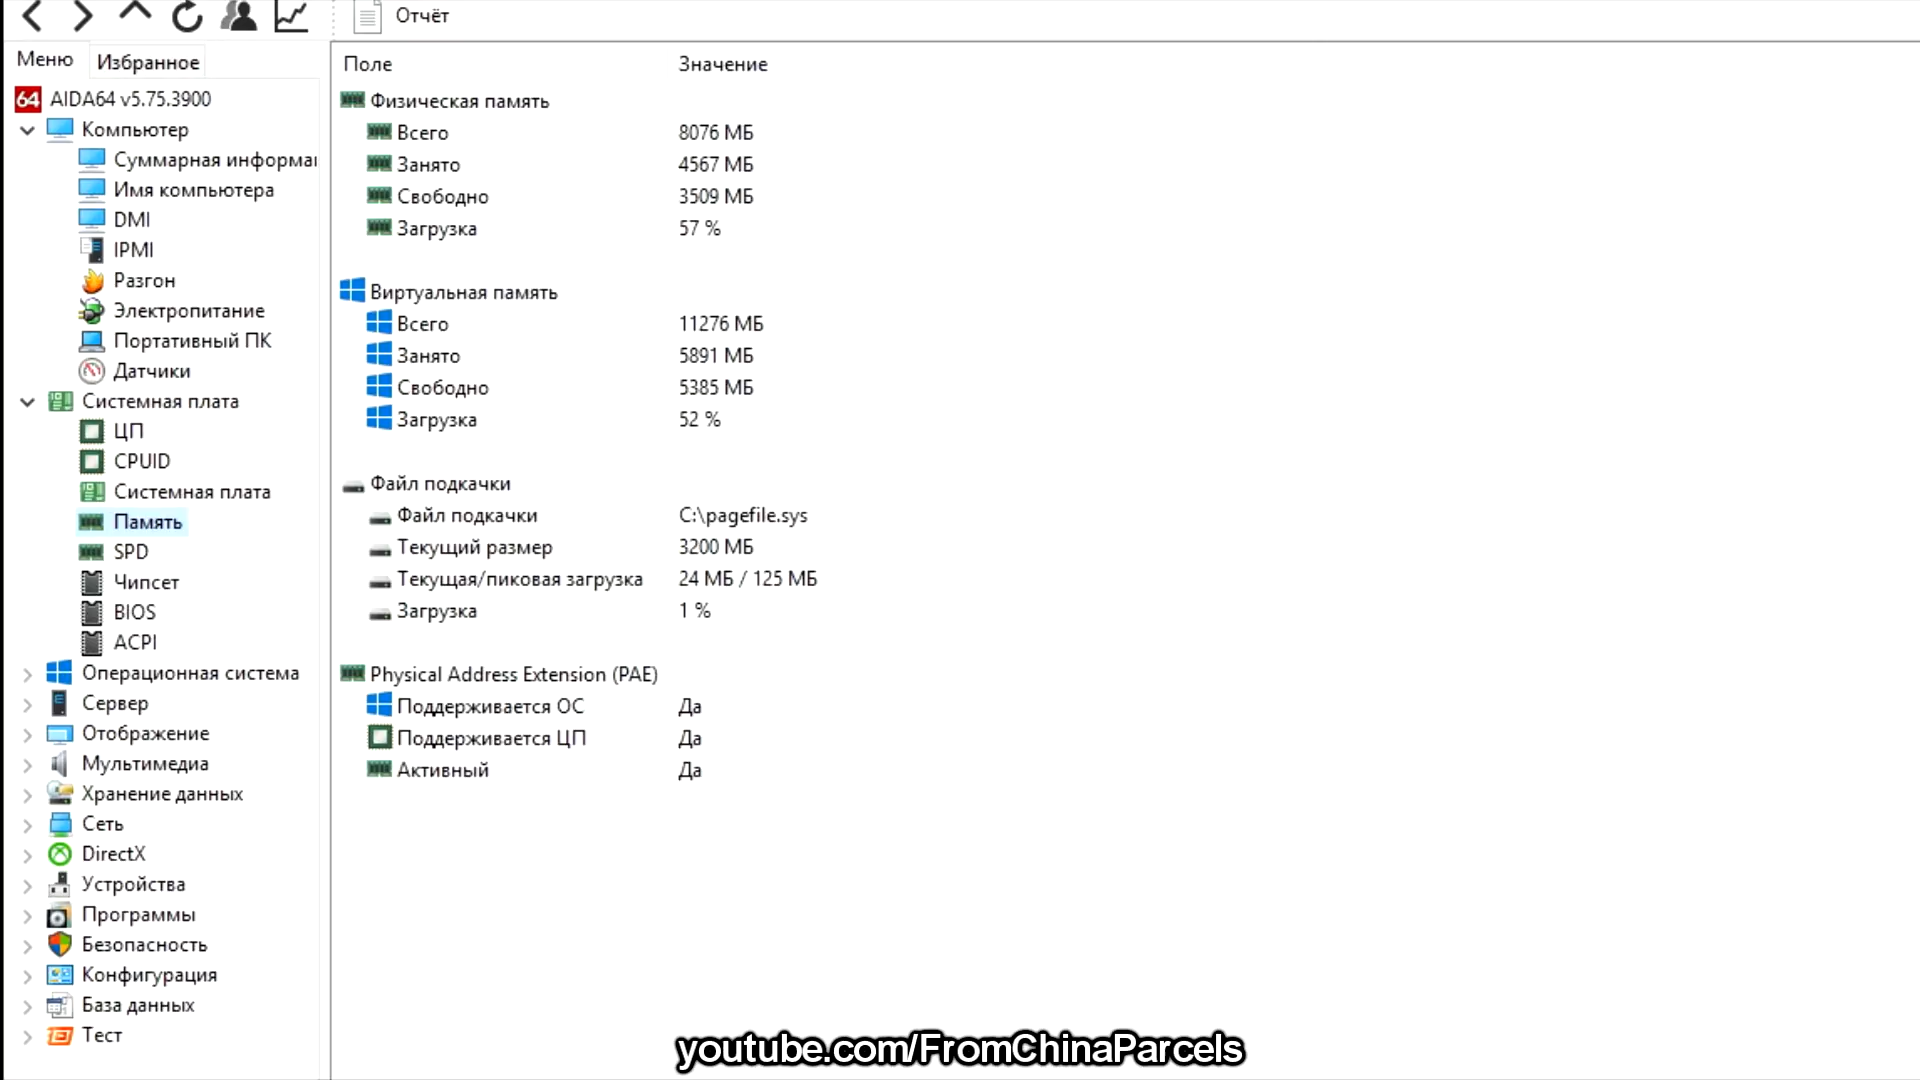 Отчёт
Меню
Избранное
64 AIDA64 v5.75.3900
Компьютер
Суммарная информа
Имя компьютера
DMI
IPMI
Разгон
Электропитание
Портативный ПК
Датчики
Системная плата
ЦП
CPUID
Системная плата
Память
SPD
Чипсет
BIOS
ACPI
Операционная система
Сервер
Отображение
Мультимедиа
Хранение данных
Сеть
DirectX
Устройства
Программы
Безопасность
Конфигурация
База данных
Тест
Поле Значение
Физическая память
Всего 8076 МБ
Занято 4567 МБ
Свободно 3509 МБ
Загрузка 57 %
Виртуальная память
Всего 11276 МБ
Занято 5891 МБ
Свободно 5385 МБ
Загрузка 52 %
Файл подкачки
Файл подкачки C:\pagefile.sys
Текущий размер 3200 МБ
Текущая/пиковая загрузка 24 МБ / 125 МБ
Загрузка 1 %
Physical Address Extension (PAE)
Поддерживается ОС Да
Поддерживается ЦП Да
Активный Да
youtube.com/FromChinaParcels